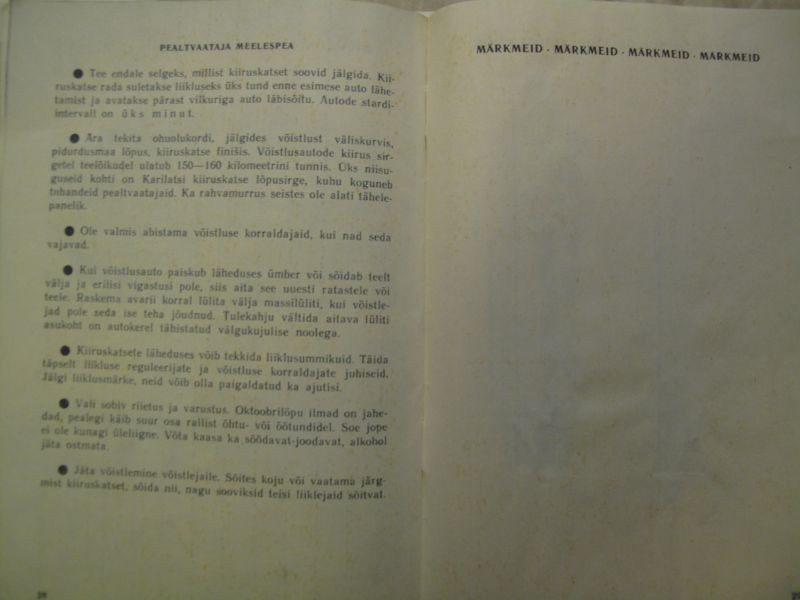 PEALTVAATAJA MEELESPEA
● Tee endale selgeks, millist kiiruskatset soovid jälgida. Kii-
ruskatse rada suletakse liikluseks üks tund enne esimese auto lähe-
tamist ja avatakse pärast vilkuriga auto läbisõitu. Autode stardi-
intervall on üks minut.
● Ära tekita ohuolukordi, jälgides võistlust väliskurvis,
pidurdusmaa lõpus, kiiruskatse finišis. Võistlusautode kiirus sir-
getel teelõikudel ulatub 150—160 kilomeetrini tunnis. Üks niisu-
guseid kohti on Karilatsi kiiruskatse lõpusirge, kuhu koguneb
tuhandeid pealtvaatajaid. Ka rahvamurrus seistes ole alati tähele-
panelik.
● Ole valmis abistama võistluse korraldajaid, kui nad seda
vajavad.
● Kui võistlusauto paiskub läheduses ümber või sõidab teelt
välja ja erilisi vigastusi pole, siis aita see uuesti ratastele või
teele. Raskema avarii korral lülita välja massilüliti, kui võistle-
jad pole seda ise teha jõudnud. Tulekahju vältida aitava lüliti
asukoht on autokerel tähistatud välgukujulise noolega.
● Kiiruskatsete läheduses võib tekkida liiklusummikuid. Täida
täpselt liikluse reguleerijate ja võistluse korraldajate juhiseid.
Jälgi liiklusmärke, neid võib olla paigaldatud ka ajutisi.
● Vali sobiv riietus ja varustus. Oktoobrilõpu ilmad on jahe-
dad, pealegi käib suur osa rallist õhtu- või öötundidel. Soe jope
ei ole kunagi üleliigne. Võta kaasa ka söödavat-joodavat, alkohol
jäta ostmata.
● Jäta võistlemine võistlejaile. Sõites koju või vaatama järg-
mist kiiruskatset, sõida nii, nagu sooviksid teisi liiklejaid sõitvat.
MÄRKMEID · MÄRKMEID · MÄRKMEID · MÄRKMEID